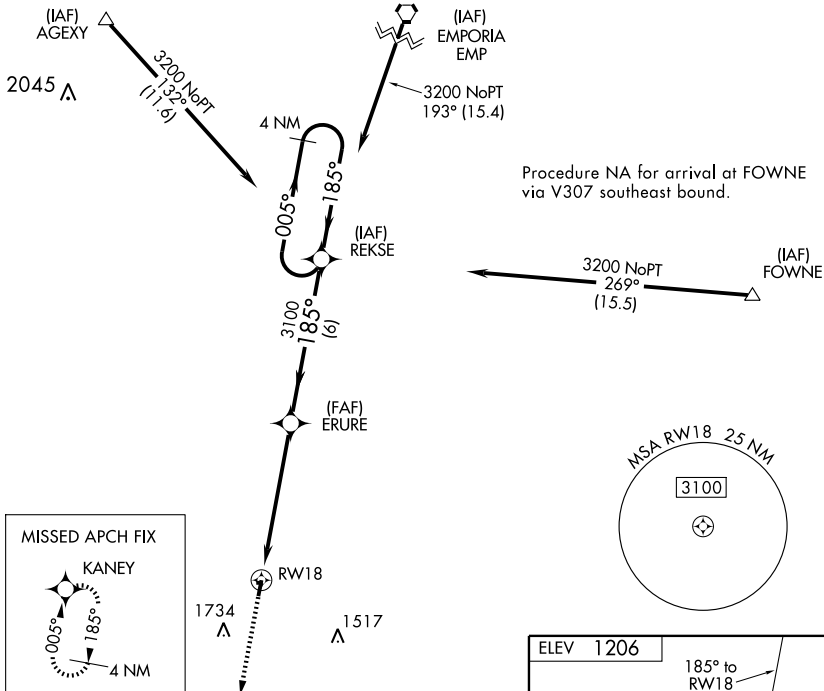 (IAF)
AGEXY
(IAF)
EMPORIA
EMP
2045
3200 NoPT
132°
(11.6)
3200 NoPT
193° (15.4)
4 NM
005°
185°
Procedure NA for arrival at FOWNE
via V307 southeast bound.
(IAF)
REKSE
3200 NoPT
269°
(15.5)
(IAF)
FOWNE
3100
185°
(6)
(FAF)
ERURE
MSA RW18 25 NM
3100
MISSED APCH FIX
KANEY
005°
185°
4 NM
RW18
1734
1517
ELEV 1206
185° to
RW18